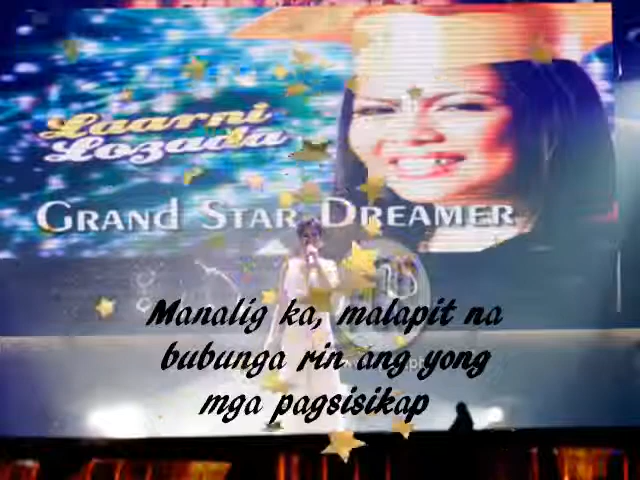 Laarni
Lozada
GRAND STAR DREAMER
Manalig ka, malapit na
bubunga rin ang yong
mga pagsisikap